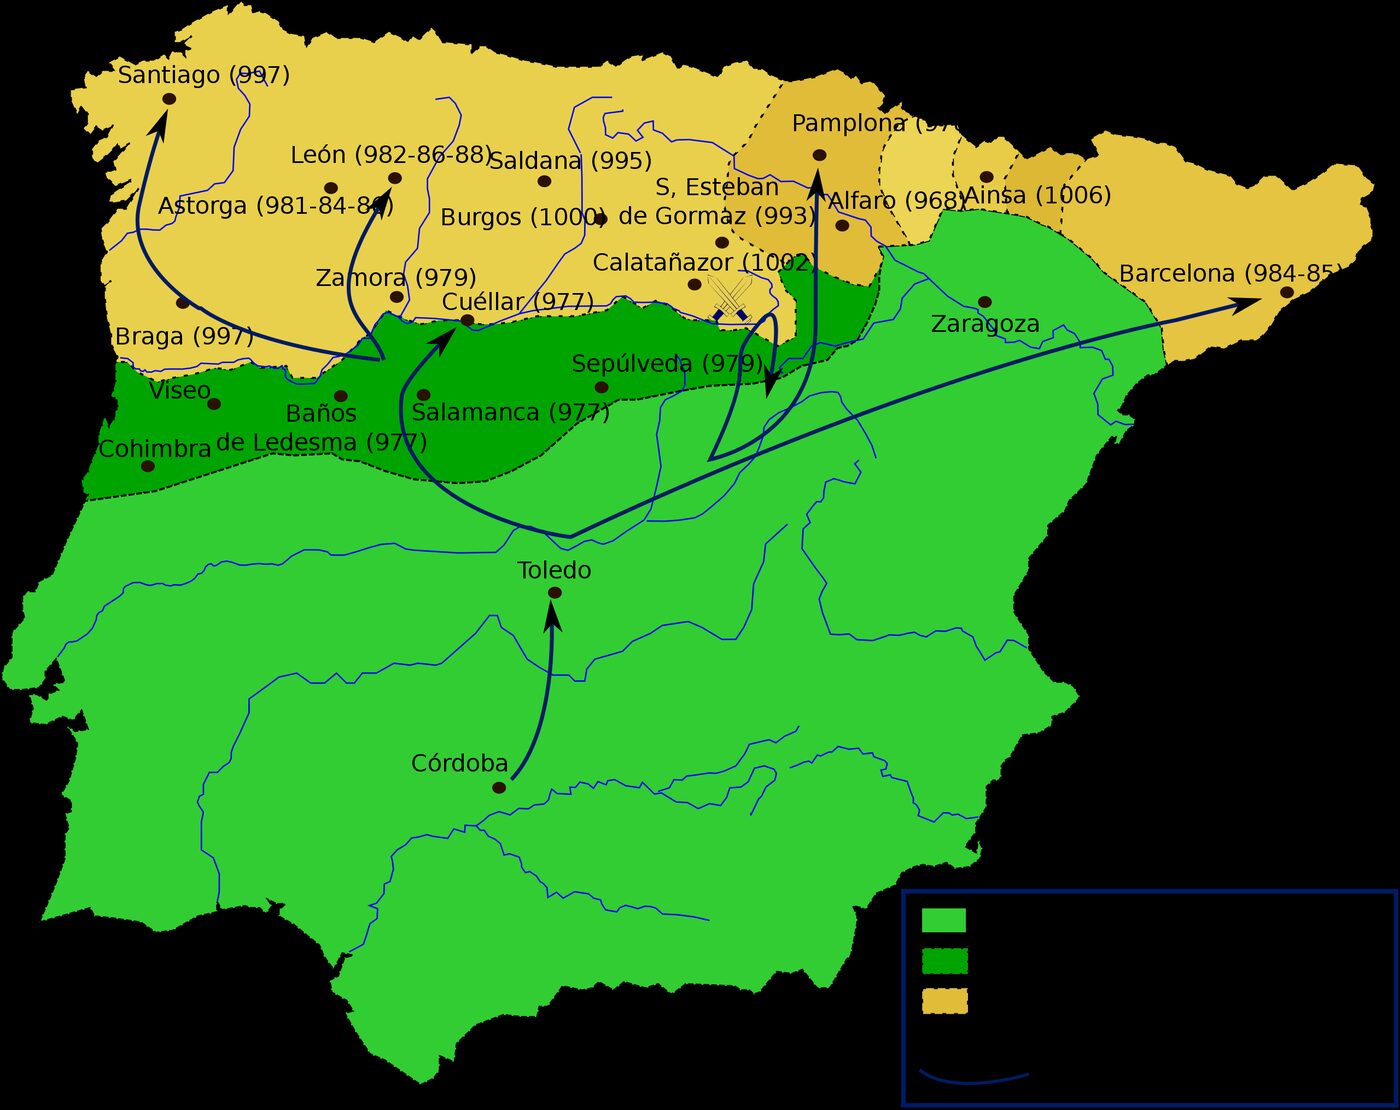 Santiago (997)
Pamplona
León (982-86-88)
Saldana (995)
S, Esteban
de Gormaz (993)
Astorga (981-84-86)
Burgos (1000)
Alfaro (968)
Ainsa (1006)
Calatañazor (1002)
Zamora (979)
Cuéllar (977)
Barcelona (984-85)
Braga (997)
Zaragoza
Sepúlveda (979)
Viseo
Baños
de Ledesma (977)
Salamanca (977)
Cohimbra
Toledo
Córdoba